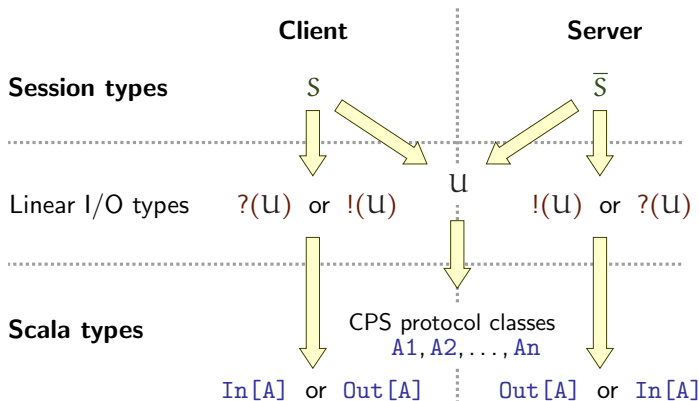 Client Server
Session types S S̅
U
Linear I/O types ?(U) or !(U) !(U) or ?(U)
CPS protocol classes
Scala types A1, A2, ..., An
In[A] or Out[A] Out[A] or In[A]